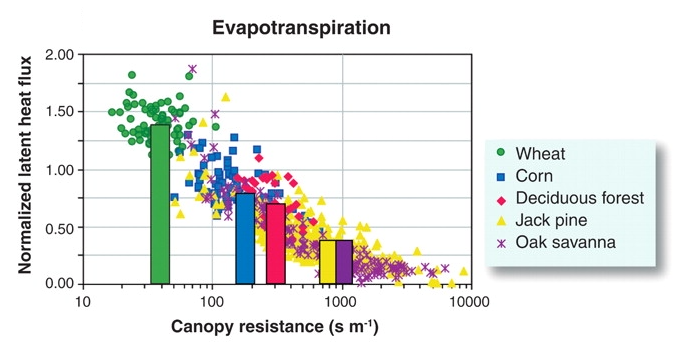 Evapotranspiration
Normalized latent heat flux
2.00
1.50
1.00
0.50
0.00
10
100
1000
10000
Canopy resistance (s m⁻¹)
Wheat
Corn
Deciduous forest
Jack pine
Oak savanna